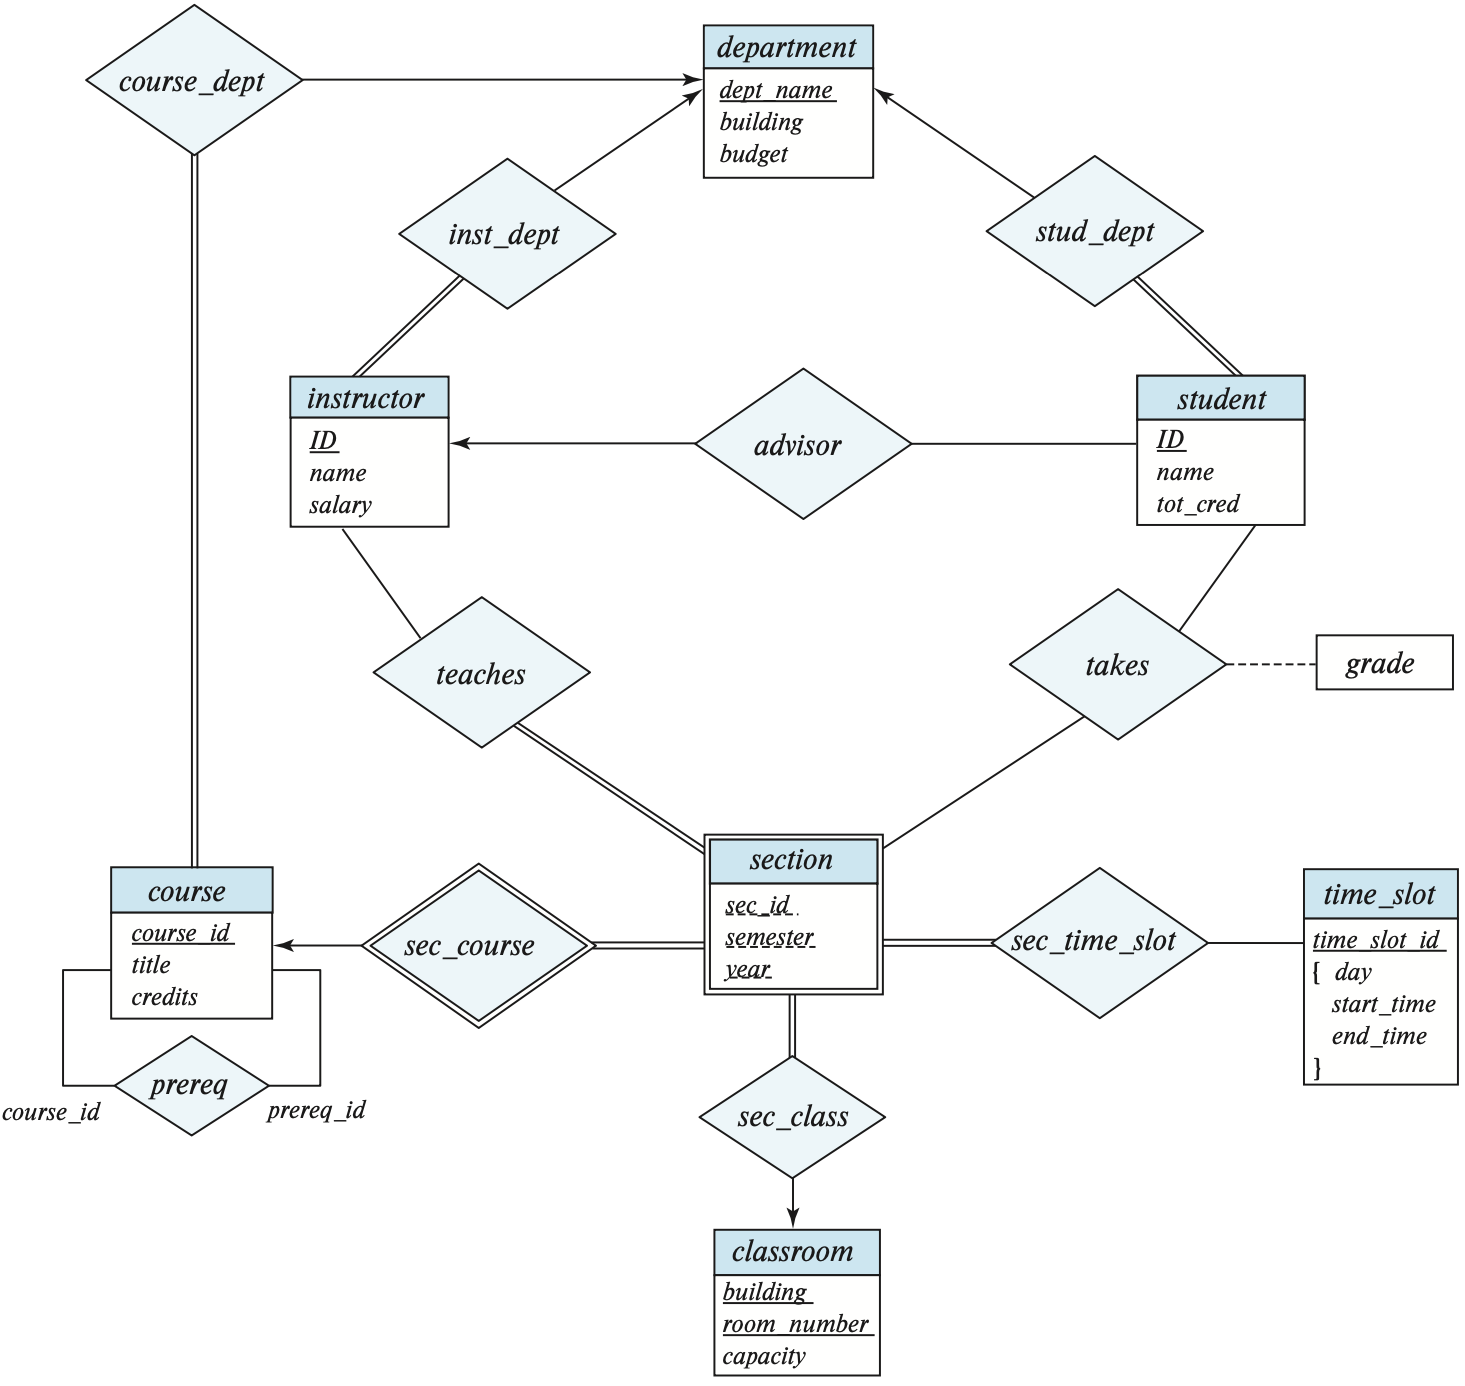 course_dept
department
dept_name
building
budget
inst_dept
stud_dept
instructor
ID
name
salary
advisor
student
ID
name
tot_cred
teaches
takes
grade
course
course_id
title
credits
sec_course
section
sec_id
semester
year
sec_time_slot
time_slot
time_slot_id
{ day
start_time
end_time
}
prereq
course_id
prereq_id
sec_class
classroom
building
room_number
capacity